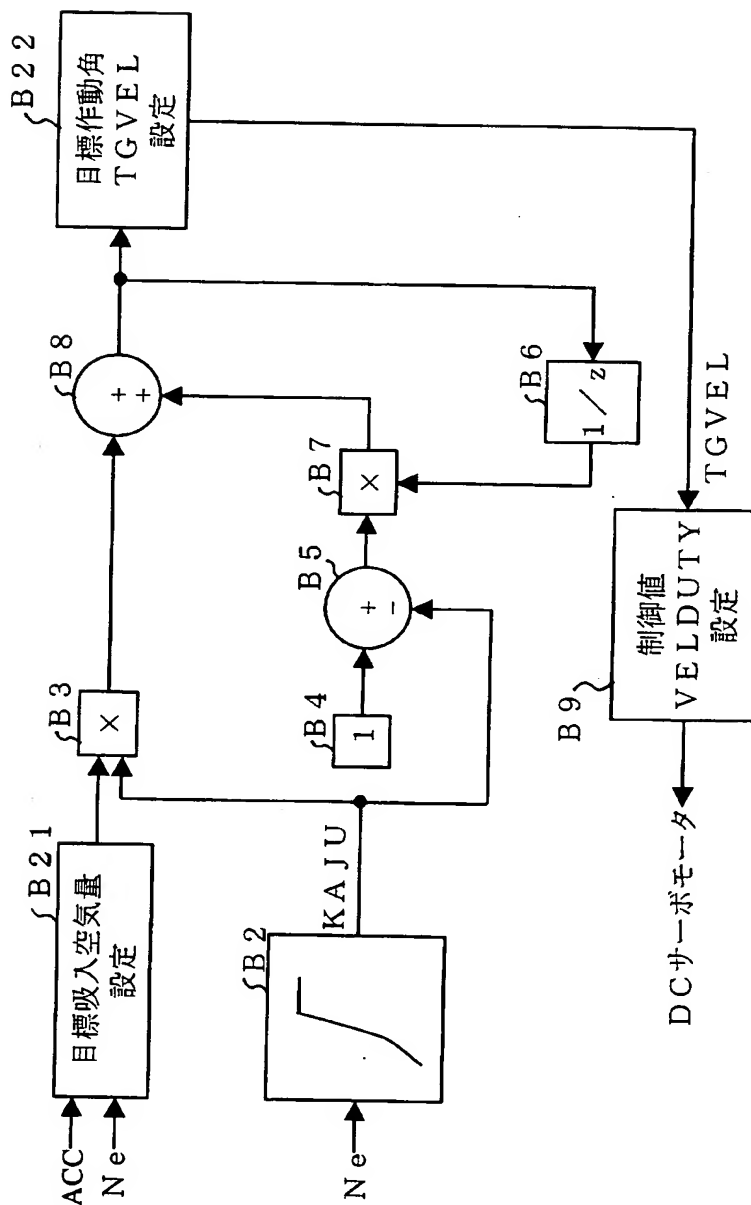 ACC
Ne
目標吸入空気量
設定
B21
B3
×
B8
+
+
目標作動角
TGVEL
設定
B22
Ne
B2
KAJU
B4
1
B5
+
−
B7
×
B6
1/z
TGVEL
制御値
VELDUTY
設定
B9
DCサーボモータ